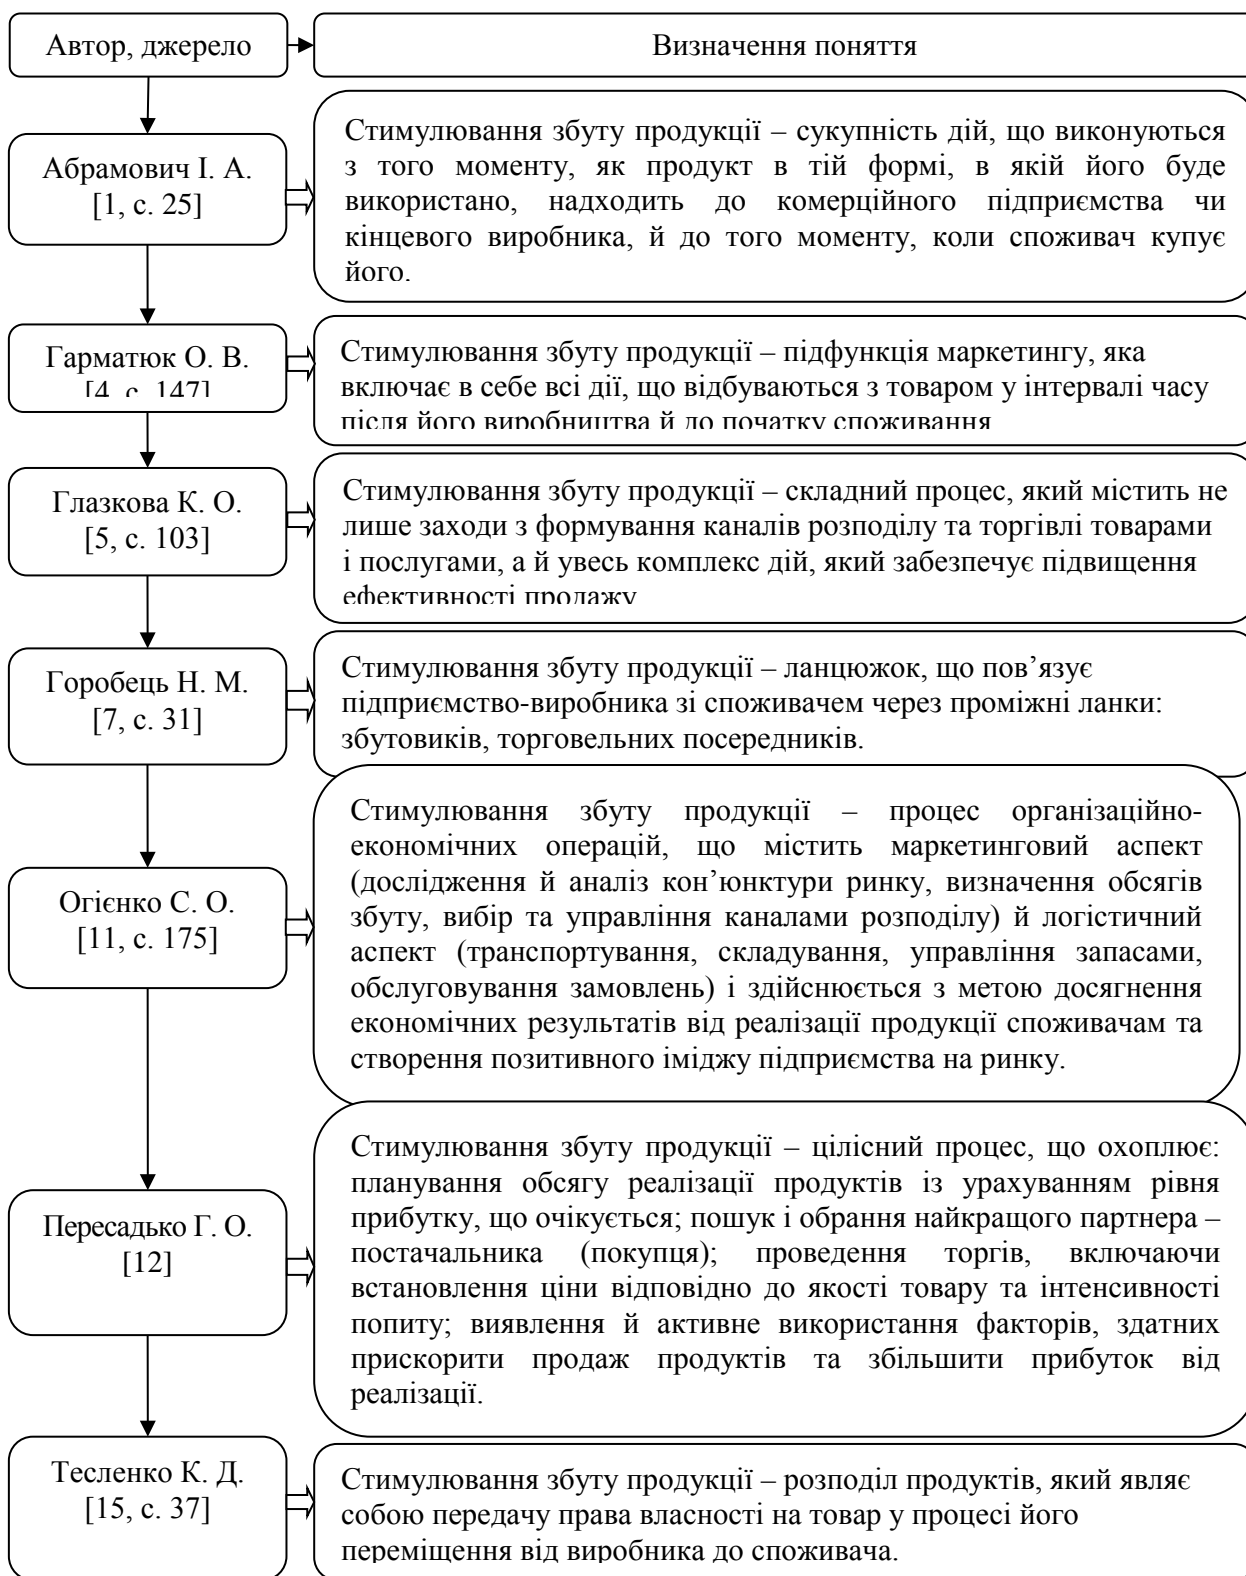 Автор, джерело
Визначення поняття
Абрамович І. А.
[1, с. 25]
Стимулювання збуту продукції – сукупність дій, що виконуються
з того моменту, як продукт в тій формі, в якій його буде
використано, надходить до комерційного підприємства чи
кінцевого виробника, й до того моменту, коли споживач купує
його.
Гарматюк О. В.
[4, с. 147]
Стимулювання збуту продукції – підфункція маркетингу, яка
включає в себе всі дії, що відбуваються з товаром у інтервалі часу
після його виробництва й до початку споживання
Глазкова К. О.
[5, с. 103]
Стимулювання збуту продукції – складний процес, який містить не
лише заходи з формування каналів розподілу та торгівлі товарами
і послугами, а й увесь комплекс дій, який забезпечує підвищення
ефективності продажу
Горобець Н. М.
[7, с. 31]
Стимулювання збуту продукції – ланцюжок, що пов’язує
підприємство-виробника зі споживачем через проміжні ланки:
збутовиків, торговельних посередників.
Огієнко С. О.
[11, с. 175]
Стимулювання збуту продукції – процес організаційно-
економічних операцій, що містить маркетинговий аспект
(дослідження й аналіз кон’юнктури ринку, визначення обсягів
збуту, вибір та управління каналами розподілу) й логістичний
аспект (транспортування, складування, управління запасами,
обслуговування замовлень) і здійснюється з метою досягнення
економічних результатів від реалізації продукції споживачам та
створення позитивного іміджу підприємства на ринку.
Пересадько Г. О.
[12]
Стимулювання збуту продукції – цілісний процес, що охоплює:
планування обсягу реалізації продуктів із урахуванням рівня
прибутку, що очікується; пошук і обрання найкращого партнера –
постачальника (покупця); проведення торгів, включаючи
встановлення ціни відповідно до якості товару та інтенсивності
попиту; виявлення й активне використання факторів, здатних
прискорити продаж продуктів та збільшити прибуток від
реалізації.
Тесленко К. Д.
[15, с. 37]
Стимулювання збуту продукції – розподіл продуктів, який являє
собою передачу права власності на товар у процесі його
переміщення від виробника до споживача.